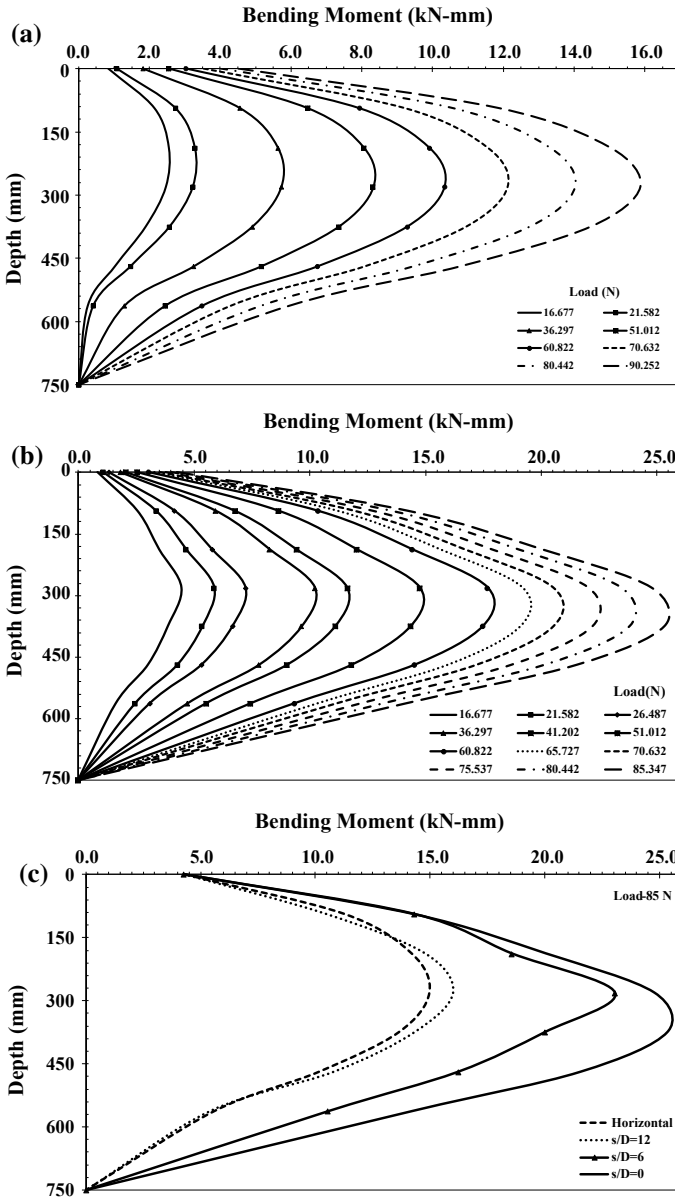 Bending Moment (kN-mm)
(a)
0.0 2.0 4.0 6.0 8.0 10.0 12.0 14.0 16.0
0
150
300
450
600
750
Depth (mm)
Load (N)
16.677 21.582
36.297 51.012
60.822 70.632
80.442 90.252
Bending Moment (kN-mm)
(b)
0.0 5.0 10.0 15.0 20.0 25.0
0
150
300
450
600
750
Depth (mm)
Load(N)
16.677 21.582 26.487
36.297 41.202 51.012
60.822 65.727 70.632
75.537 80.442 85.347
Bending Moment (kN-mm)
(c)
0.0 5.0 10.0 15.0 20.0 25.0
0
150
300
450
600
750
Depth (mm)
Load-85 N
Horizontal
s/D=12
s/D=6
s/D=0